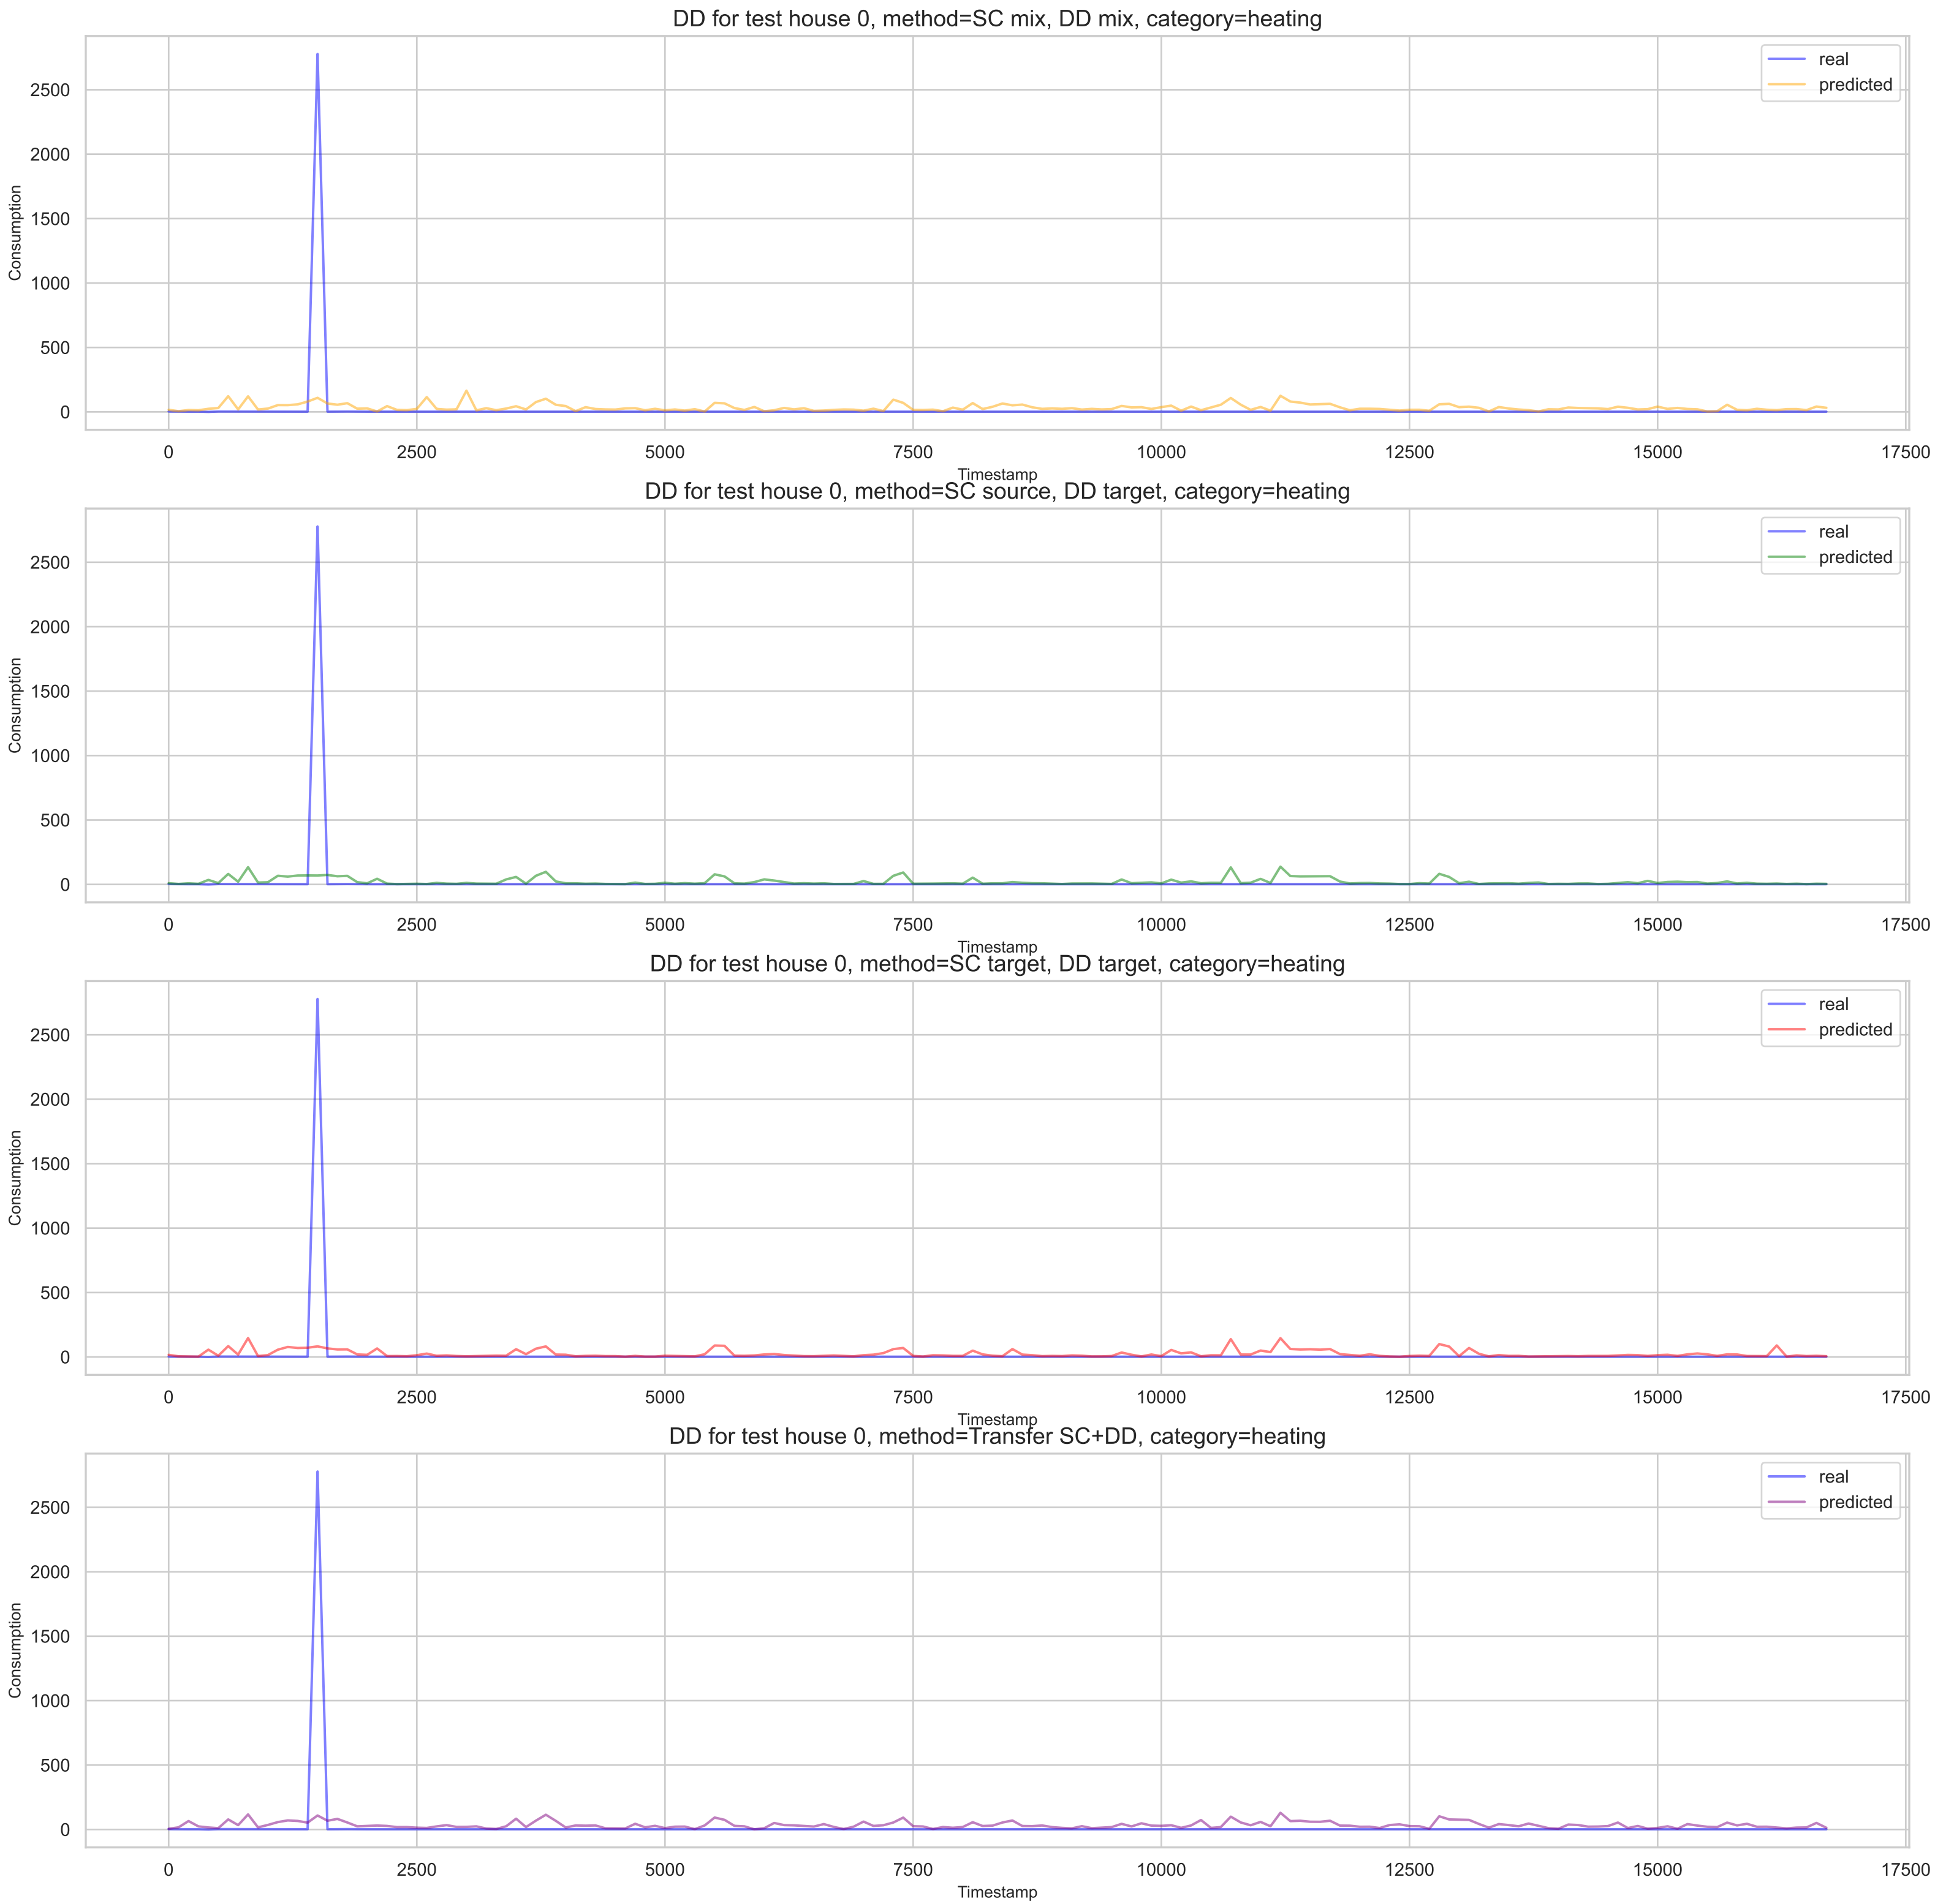 DD for test house 0, method=SC mix, DD mix, category=heating
real
predicted
Consumption
2500
2000
1500
1000
500
0
0 2500 5000 7500 10000 12500 15000 17500
Timestamp
DD for test house 0, method=SC source, DD target, category=heating
real
predicted
Consumption
2500
2000
1500
1000
500
0
0 2500 5000 7500 10000 12500 15000 17500
Timestamp
DD for test house 0, method=SC target, DD target, category=heating
real
predicted
Consumption
2500
2000
1500
1000
500
0
0 2500 5000 7500 10000 12500 15000 17500
Timestamp
DD for test house 0, method=Transfer SC+DD, category=heating
real
predicted
Consumption
2500
2000
1500
1000
500
0
0 2500 5000 7500 10000 12500 15000 17500
Timestamp